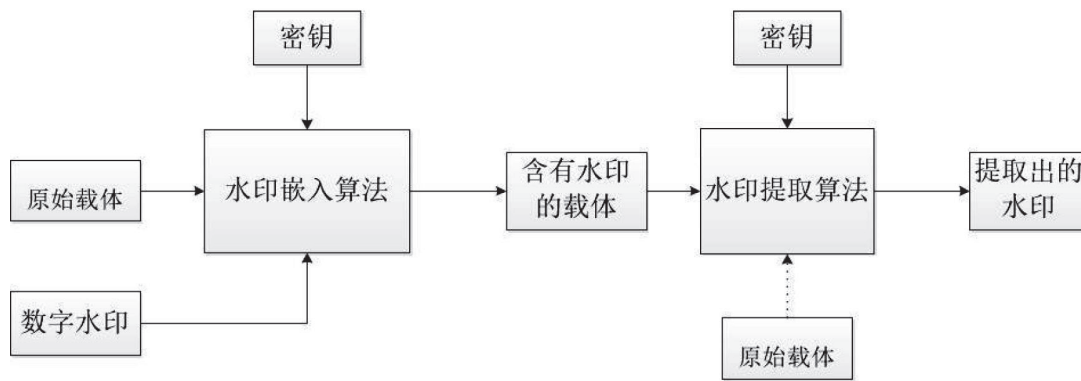 密钥
密钥
原始载体
水印嵌入算法
含有水印
的载体
水印提取算法
提取出的
水印
数字水印
原始载体